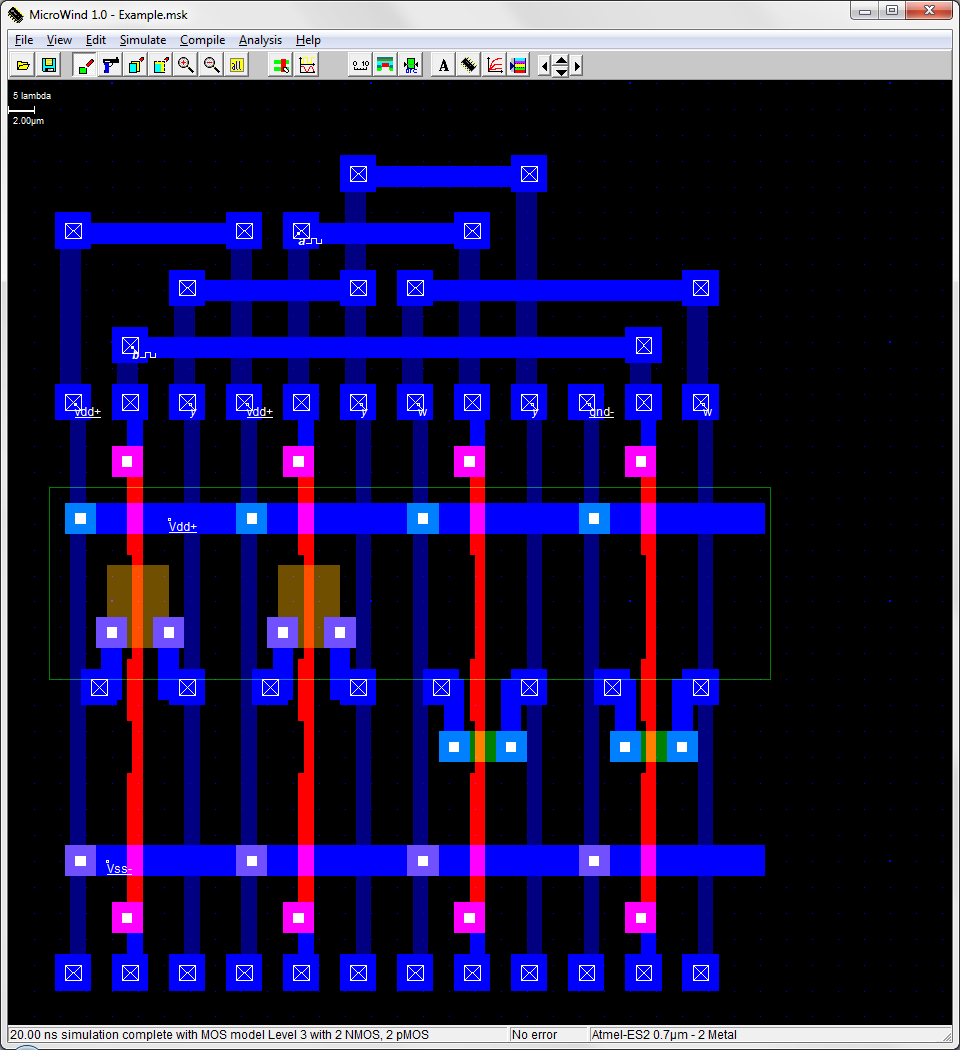 MicroWind 1.0 - Example.msk
File View Edit Simulate Compile Analysis Help
all 0.10 DRC A
5 lambda
2.00µm
a
b
vdd+ y vdd+ y w y gnd- w
Vdd+
Vss-
20.00 ns simulation complete with MOS model Level 3 with 2 NMOS, 2 pMOS No error Atmel-ES2 0.7µm - 2 Metal